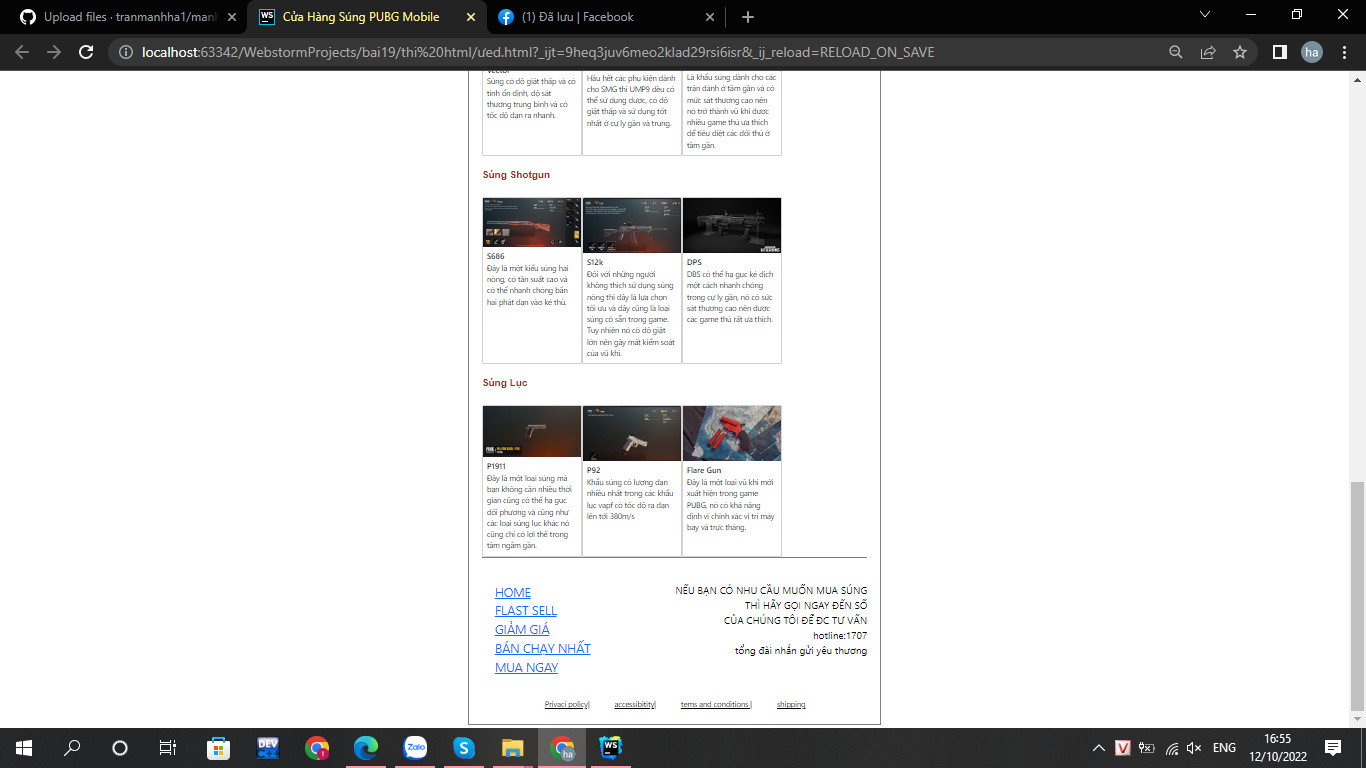 Upload files · tranmanhha1/manh
Cửa Hàng Súng PUBG Mobile
(1) Đã lưu | Facebook
localhost:63342/WebstormProjects/bai19/thi%20html/ưed.html?_ijt=9heq3juv6meo2klad29rsi6isr&_ij_reload=RELOAD_ON_SAVE
ha
Vector
Súng có độ giật thấp và có
tính ổn định, độ sát
thương trung bình và có
tốc độ đạn ra nhanh.
Hầu hết các phụ kiện dành
cho SMG thì UMP9 đều có
thể sử dụng được, có độ
giật thấp và sử dụng tốt
nhất ở cự ly gần và trung.
Là khẩu súng dành cho các
trận đánh ở tầm gần và có
mức sát thương cao nên
nó trở thành vũ khí được
nhiều game thủ ưa thích
để tiêu diệt các đối thủ ở
tầm gần.
Súng Shotgun
S686
Đây là một kiểu súng hai
nòng, có tần suất cao và
có thể nhanh chóng bắn
hai phát đạn vào kẻ thù.
S12k
Đối với những người
không thích sử dụng súng
nòng thì đây là lựa chọn
tối ưu và đây cũng là loại
súng có sẵn trong game.
Tuy nhiên nó có độ giật
lớn nên gây mất kiểm soát
của vũ khí.
DPS
DBS có thể hạ gục kẻ địch
một cách nhanh chóng
trong cự ly gần, nó có sức
sát thương cao nên được
các game thủ rất ưa thích.
Súng Lục
P1911
Đây là một loại súng mà
bạn không cần nhiều thời
gian cũng có thể hạ gục
đối phương và cũng như
các loại súng lục khác nó
cũng chỉ có lợi thế trong
tầm ngắm gần.
P92
Khẩu súng có lượng đạn
nhiều nhất trong các khẩu
lục vapf có tốc độ ra đạn
lên tới 380m/s
Flare Gun
Đây là một loại vũ khí mới
xuất hiện trong game
PUBG, nó có khả năng
định vị chính xác vị trí máy
bay và trực thăng.
HOME
FLAST SELL
GIẢM GIÁ
BÁN CHẠY NHẤT
MUA NGAY
NẾU BẠN CÓ NHU CẦU MUỐN MUA SÚNG
THÌ HÃY GỌI NGAY ĐẾN SỐ
CỦA CHÚNG TÔI ĐỂ ĐC TƯ VẤN
hotline:1707
tổng đài nhắn gửi yêu thương
Privaci policy|
accessibitity|
tems and conditions |
shipping
ENG
16:55
12/10/2022